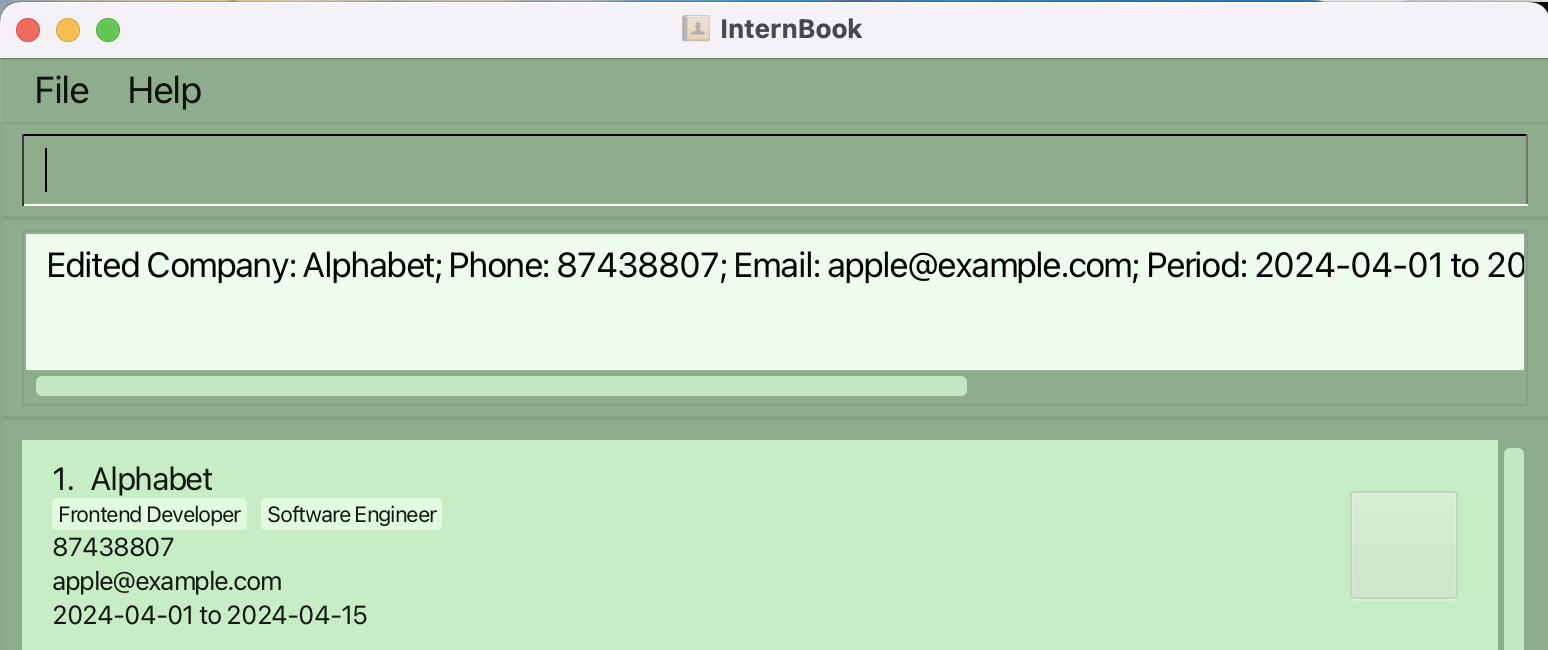 InternBook
File Help
Edited Company: Alphabet; Phone: 87438807; Email: apple@example.com; Period: 2024-04-01 to 20
1. Alphabet
Frontend Developer Software Engineer
87438807
apple@example.com
2024-04-01 to 2024-04-15